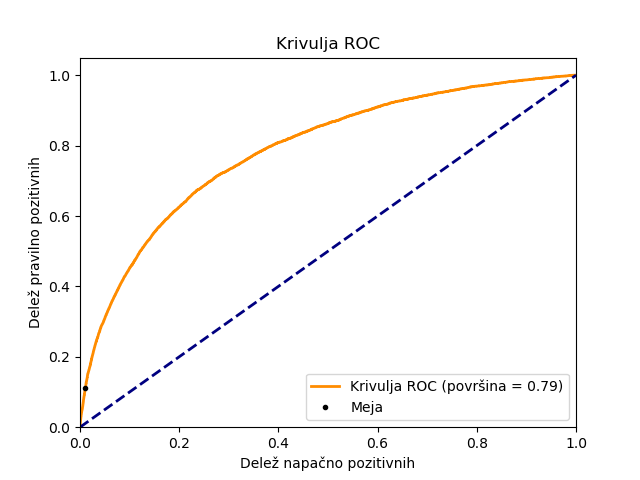 Krivulja ROC
1.0
0.8
0.6
0.4
0.2
0.0
Delež pravilno pozitivnih
Krivulja ROC (površina = 0.79)
Meja
0.0 0.2 0.4 0.6 0.8 1.0
Delež napačno pozitivnih